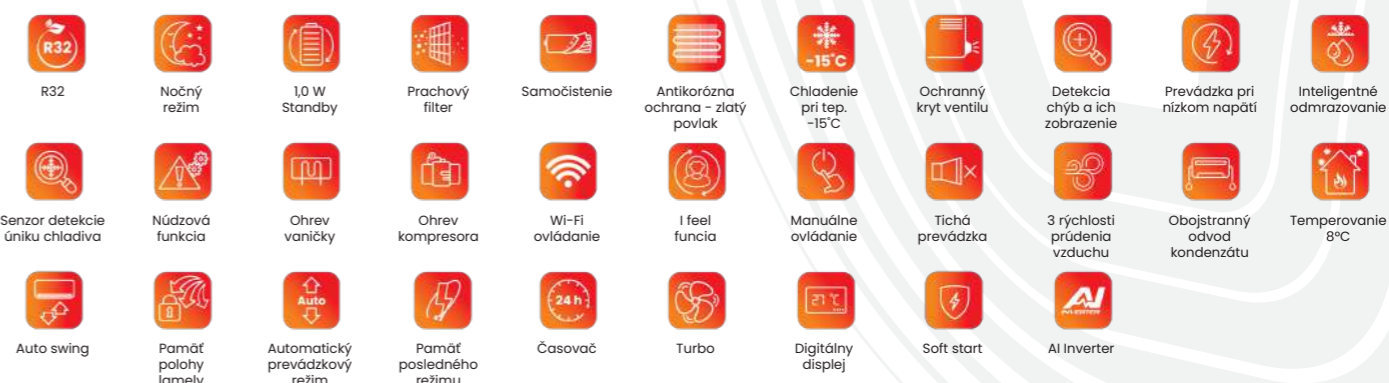 R32
-15°C
R32
Nočný
režim
1,0 W
Standby
Prachový
filter
Samočistenie
Antikorózna
ochrana - zlatý
povlak
Chladenie
pri tep.
-15°C
Ochranný
kryt ventilu
Detekcia
chýb a ich
zobrazenie
Prevádzka pri
nízkom napätí
Inteligentné
odmrazovanie
Senzor detekcie
úniku chladiva
Núdzová
funkcia
Ohrev
vaničky
Ohrev
kompresora
Wi-Fi
ovládanie
I feel
funcia
Manuálne
ovládanie
Tichá
prevádzka
3 rýchlosti
prúdenia
vzduchu
Obojstranný
odvod
kondenzátu
Temperovanie
8°C
Auto
24 h
AI
INVERTER
Auto swing
Pamäť
polohy
lamely
Automatický
prevádzkový
režim
Pamäť
posledného
režimu
Časovač
Turbo
Digitálny
displej
Soft start
AI Inverter